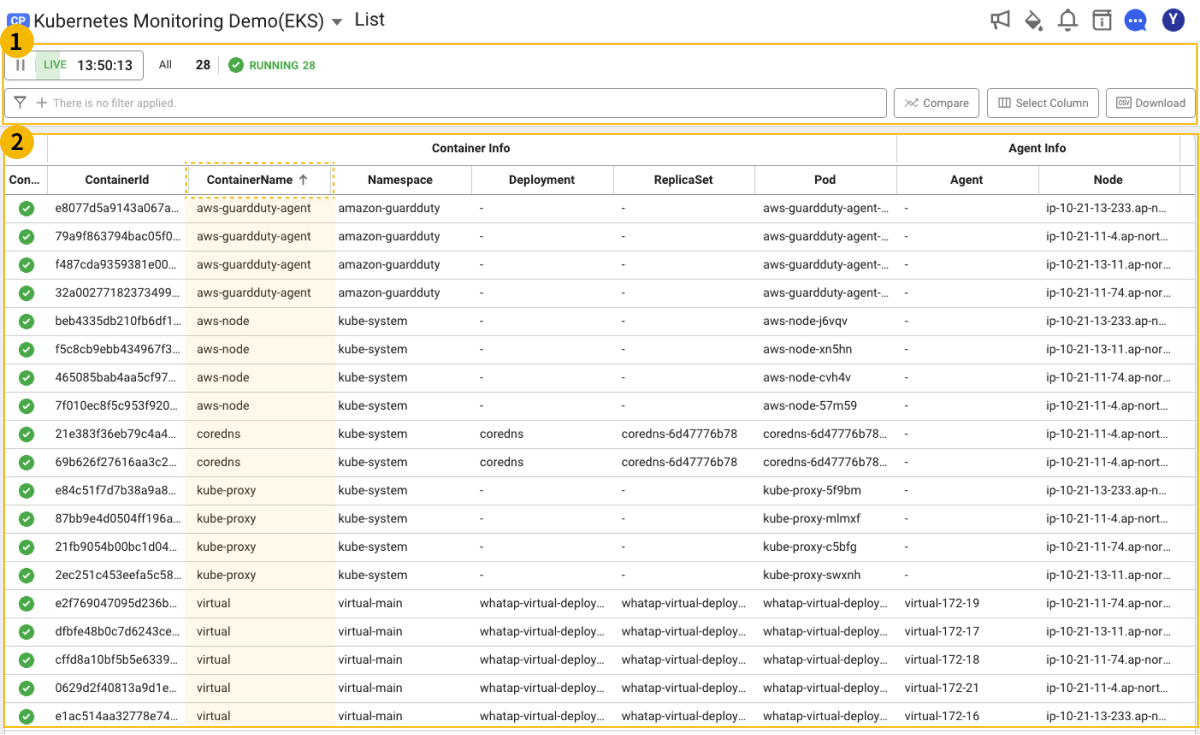 CP Kubernetes Monitoring Demo(EKS) List Y
1
LIVE 13:50:13 All 28 RUNNING 28
There is no filter applied. Compare Select Column CSV Download
2
Container Info Agent Info
Con... ContainerId ContainerName ↑ Namespace Deployment ReplicaSet Pod Agent Node
e8077d5a9143a067a... aws-guardduty-agent amazon-guardduty - - aws-guardduty-agent-... - ip-10-21-13-233.ap-n...
79a9f863794bac05f0... aws-guardduty-agent amazon-guardduty - - aws-guardduty-agent-... - ip-10-21-11-4.ap-nort...
f487cda9359381e00... aws-guardduty-agent amazon-guardduty - - aws-guardduty-agent-... - ip-10-21-13-11.ap-nor...
32a00277182373499... aws-guardduty-agent amazon-guardduty - - aws-guardduty-agent-... - ip-10-21-11-74.ap-nor...
beb4335db210fb6df1... aws-node kube-system - - aws-node-j6vqv - ip-10-21-13-233.ap-n...
f5c8cb9ebb434967f3... aws-node kube-system - - aws-node-xn5hn - ip-10-21-13-11.ap-nor...
465085bab4aa5cf97... aws-node kube-system - - aws-node-cvh4v - ip-10-21-11-74.ap-nor...
7f010ec8f5c953f920... aws-node kube-system - - aws-node-57m59 - ip-10-21-11-4.ap-nort...
21e383f36eb79c4a4... coredns kube-system coredns coredns-6d47776b78 coredns-6d47776b78... - ip-10-21-11-4.ap-nort...
69b626f27616aa3c2... coredns kube-system coredns coredns-6d47776b78 coredns-6d47776b78... - ip-10-21-11-4.ap-nort...
e84c51f7d7b38a9a8... kube-proxy kube-system - - kube-proxy-5f9bm - ip-10-21-13-233.ap-n...
87bb9e4d0504ff196a... kube-proxy kube-system - - kube-proxy-mlmxf - ip-10-21-11-4.ap-nort...
21fb9054b00bc1d04... kube-proxy kube-system - - kube-proxy-c5bfg - ip-10-21-11-74.ap-nor...
2ec251c453eefa5c58... kube-proxy kube-system - - kube-proxy-swxnh - ip-10-21-13-11.ap-nor...
e2f769047095d236b... virtual virtual-main whatap-virtual-deploy... whatap-virtual-deploy... whatap-virtual-deploy... virtual-172-19 ip-10-21-11-74.ap-nor...
dfbfe48b0c7d6243ce... virtual virtual-main whatap-virtual-deploy... whatap-virtual-deploy... whatap-virtual-deploy... virtual-172-17 ip-10-21-13-11.ap-nor...
cffd8a10bf5b5e6339... virtual virtual-main whatap-virtual-deploy... whatap-virtual-deploy... whatap-virtual-deploy... virtual-172-18 ip-10-21-11-74.ap-nor...
0629d2f40813a9d1e... virtual virtual-main whatap-virtual-deploy... whatap-virtual-deploy... whatap-virtual-deploy... virtual-172-21 ip-10-21-11-4.ap-nort...
e1ac514aa32778e74... virtual virtual-main whatap-virtual-deploy... whatap-virtual-deploy... whatap-virtual-deploy... virtual-172-16 ip-10-21-13-233.ap-n...